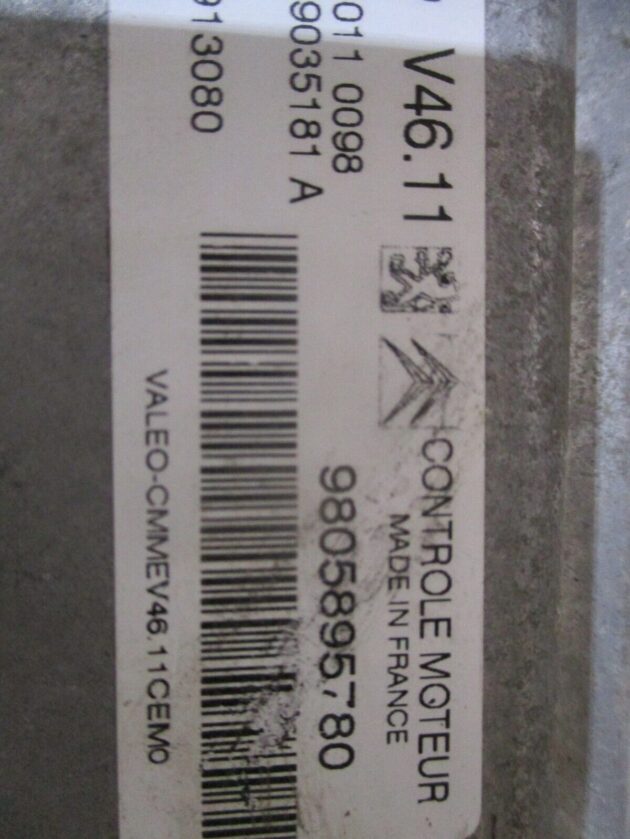 V46.11
CONTROLE MOTEUR
MADE IN FRANCE
011 0098
9805895780
9035181 A
913080
VALEO-CMMEV46.11CEM0